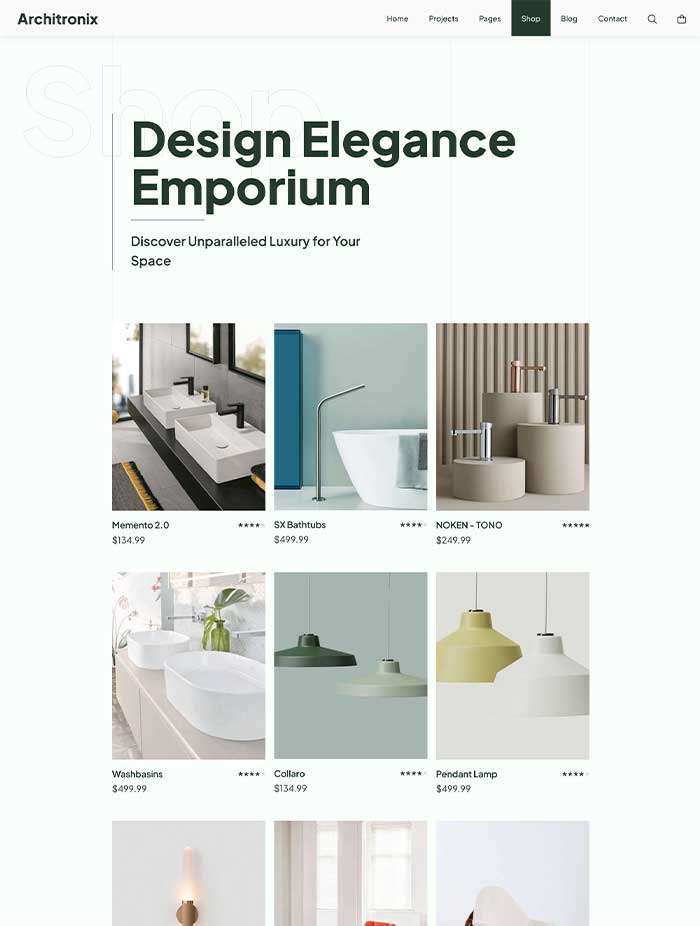 Architronix
Home Projects Pages Shop Blog Contact
Shop
Design Elegance
Emporium
Discover Unparalleled Luxury for Your
Space
Memento 2.0
$134.99
SX Bathtubs
$499.99
NOKEN - TONO
$249.99
Washbasins
$499.99
Collaro
$134.99
Pendant Lamp
$499.99